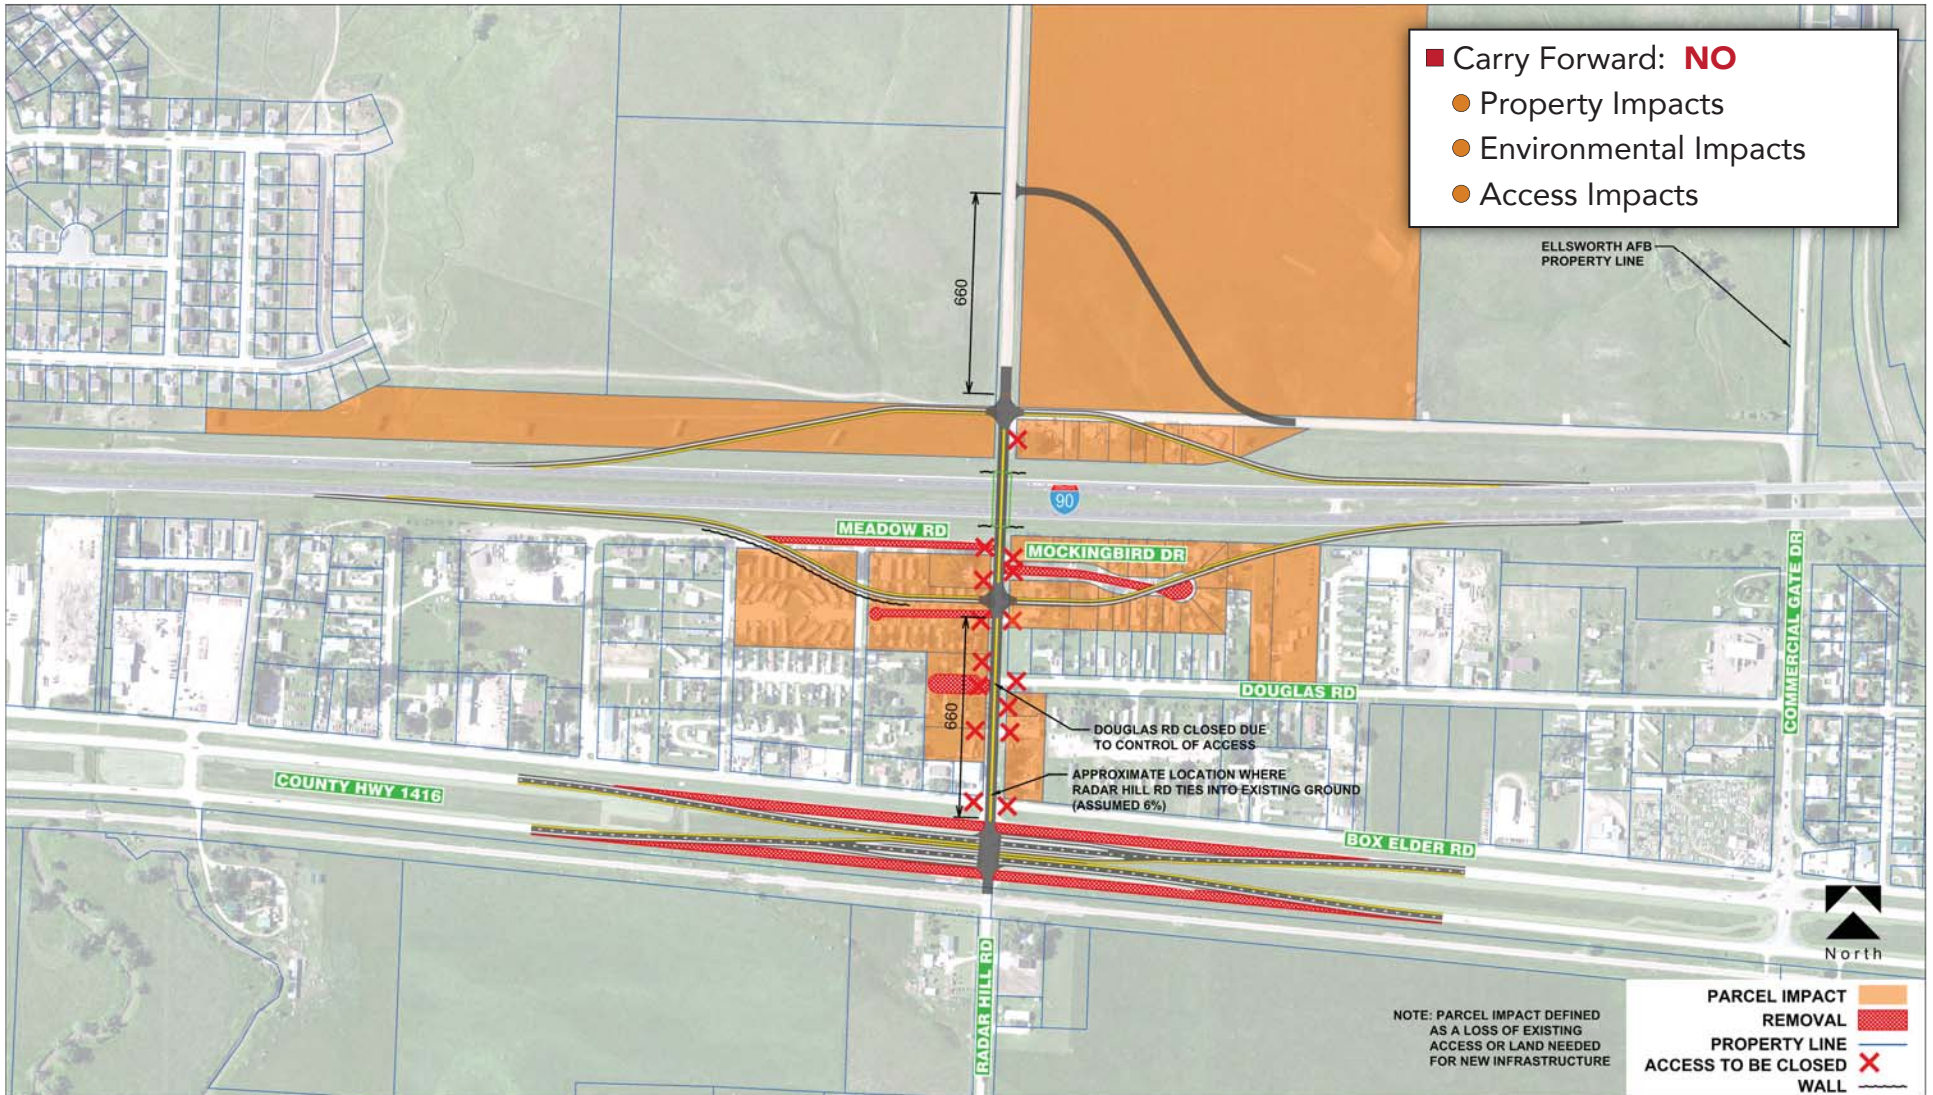 Carry Forward: NO
Property Impacts
Environmental Impacts
Access Impacts
ELLSWORTH AFB
PROPERTY LINE
660
90
MEADOW RD
MOCKINGBIRD DR
COMMERCIAL GATE DR
DOUGLAS RD
660
DOUGLAS RD CLOSED DUE
TO CONTROL OF ACCESS
APPROXIMATE LOCATION WHERE
RADAR HILL RD TIES INTO EXISTING GROUND
(ASSUMED 6%)
COUNTY HWY 1416
BOX ELDER RD
RADAR HILL RD
North
NOTE: PARCEL IMPACT DEFINED
AS A LOSS OF EXISTING
ACCESS OR LAND NEEDED
FOR NEW INFRASTRUCTURE
PARCEL IMPACT
REMOVAL
PROPERTY LINE
ACCESS TO BE CLOSED
WALL